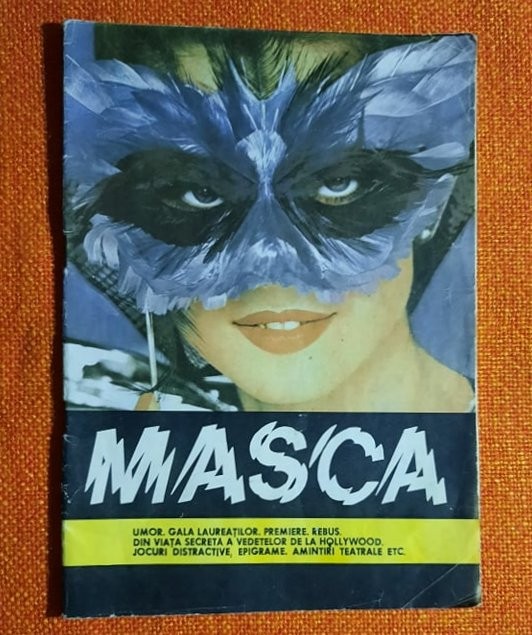 MASCA
UMOR. GALA LAUREAȚILOR. PREMIERE. REBUS.
DIN VIAȚA SECRETĂ A VEDETELOR DE LA HOLLYWOOD.
JOCURI DISTRACTIVE, EPIGRAME. AMINTIRI TEATRALE ETC.